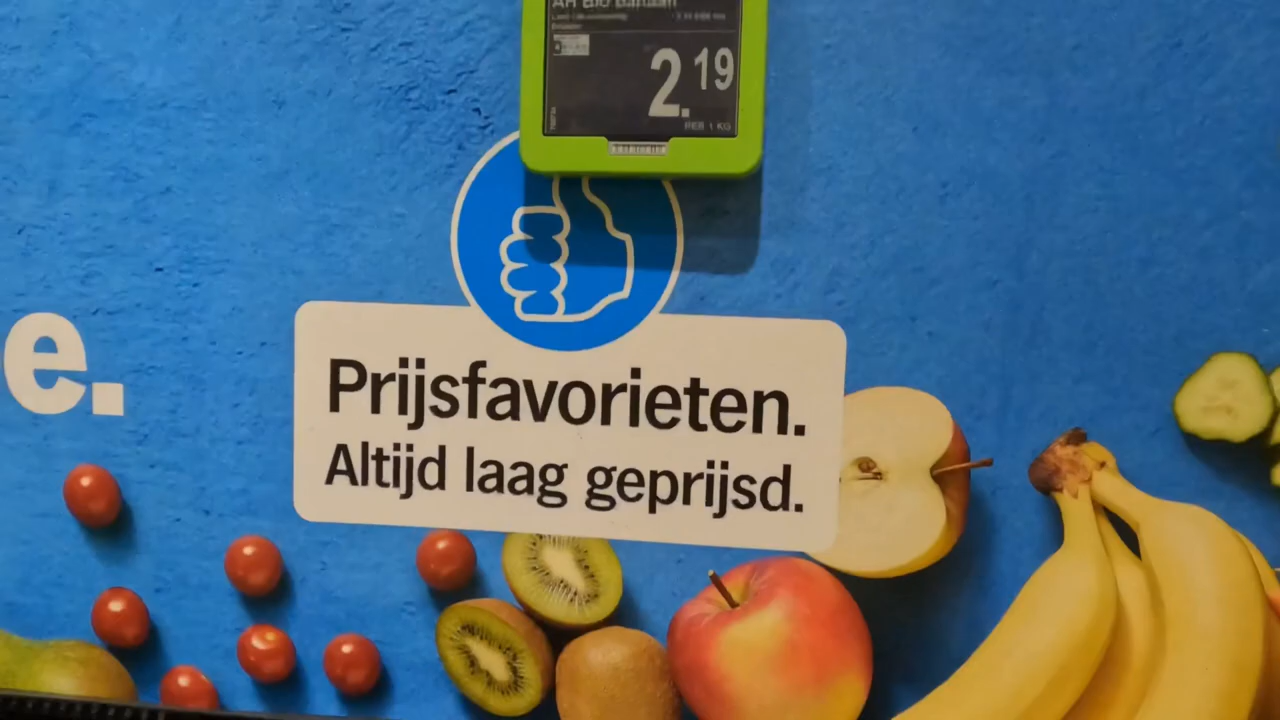 AH Bio Banaan
2.19
PER 1 KG
e.
Prijsfavorieten.
Altijd laag geprijsd.